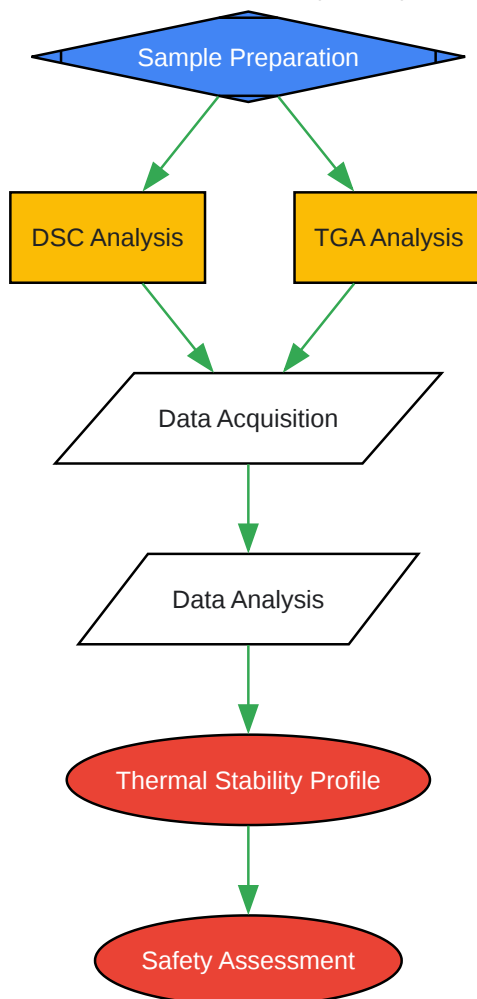 Sample Preparation
DSC Analysis
TGA Analysis
Data Acquisition
Data Analysis
Thermal Stability Profile
Safety Assessment